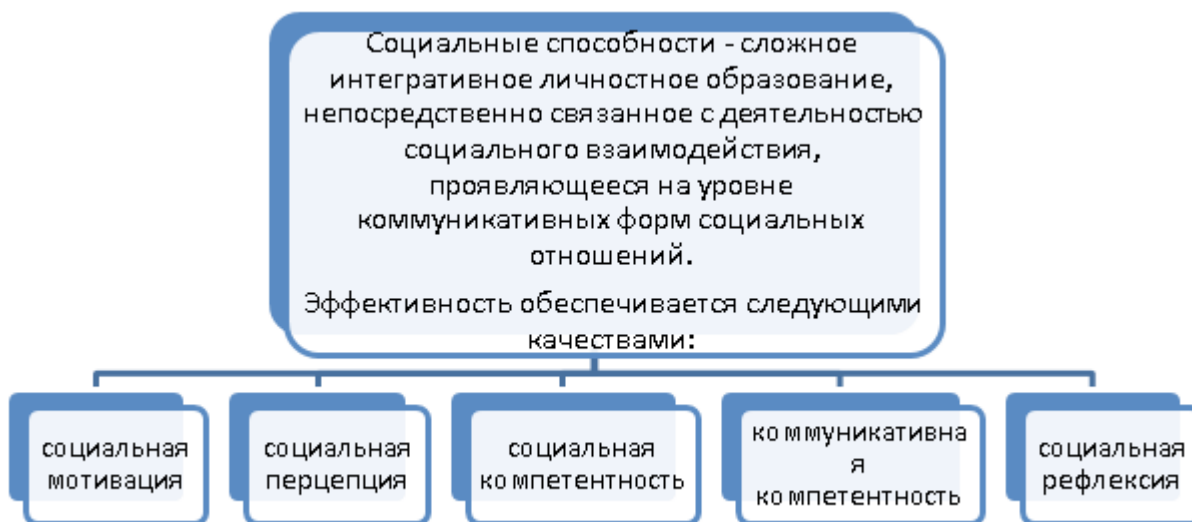 Социальные способности - сложное
интегративное личностное образование,
непосредственно связанное с деятельностью
социального взаимодействия,
проявляющееся на уровне
коммуникативных форм социальных
отношений.
Эффективность обеспечивается следующими
качествами:
социальная
мотивация
социальная
перцепция
социальная
компетентность
коммуникативна
я
компетентность
социальная
рефлексия